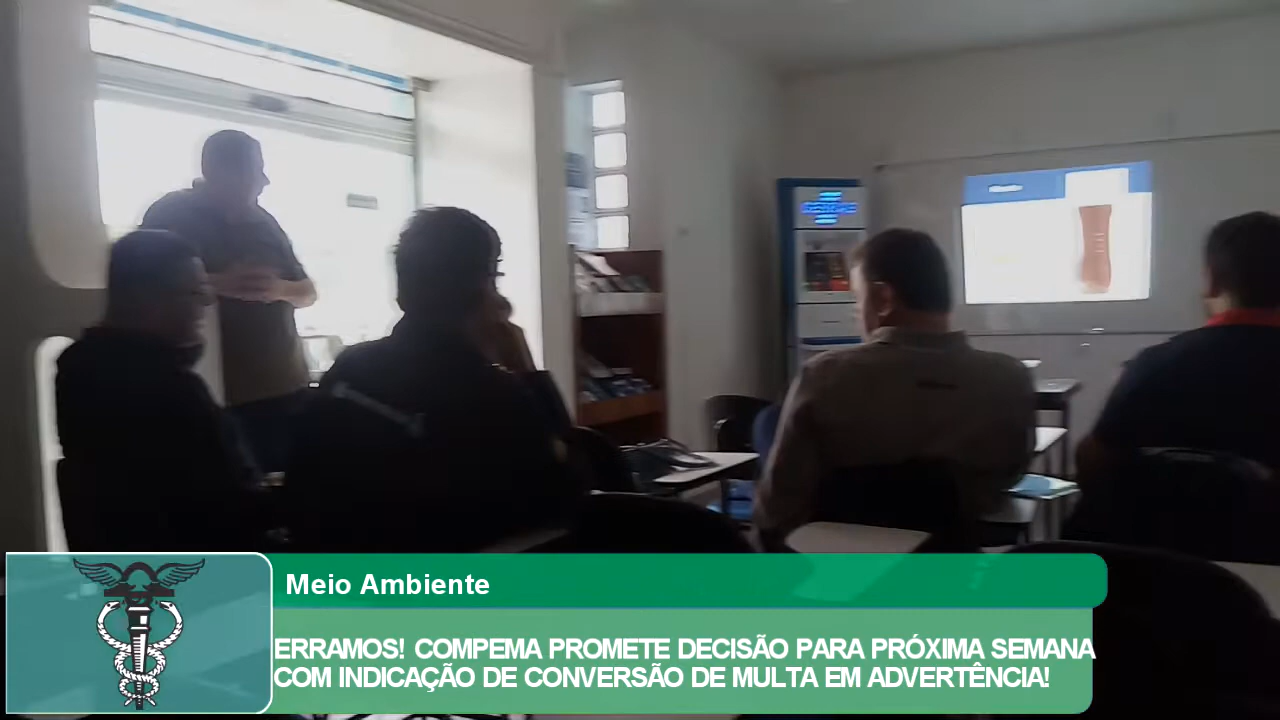 Meio Ambiente
ERRAMOS! COMPEMA PROMETE DECISÃO PARA PRÓXIMA SEMANA
COM INDICAÇÃO DE CONVERSÃO DE MULTA EM ADVERTÊNCIA!